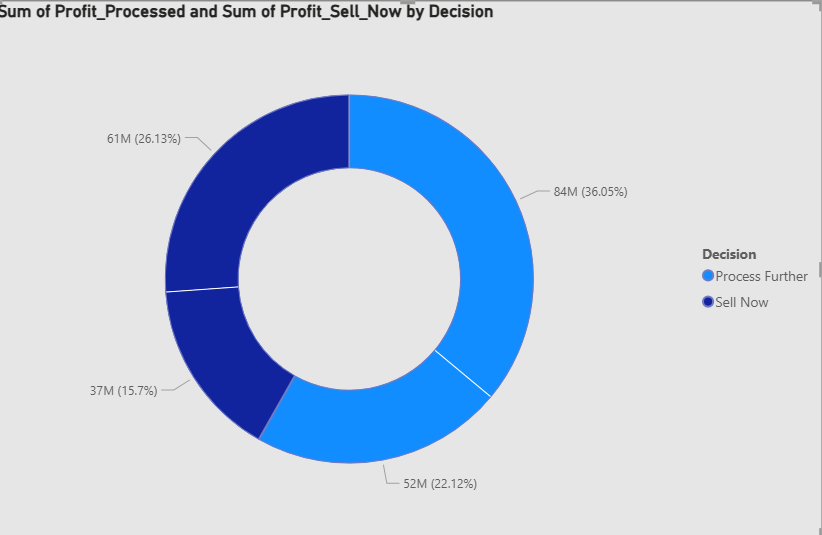 Sum of Profit_Processed and Sum of Profit_Sell_Now by Decision
61M (26.13%)
84M (36.05%)
Decision
Process Further
Sell Now
37M (15.7%)
52M (22.12%)